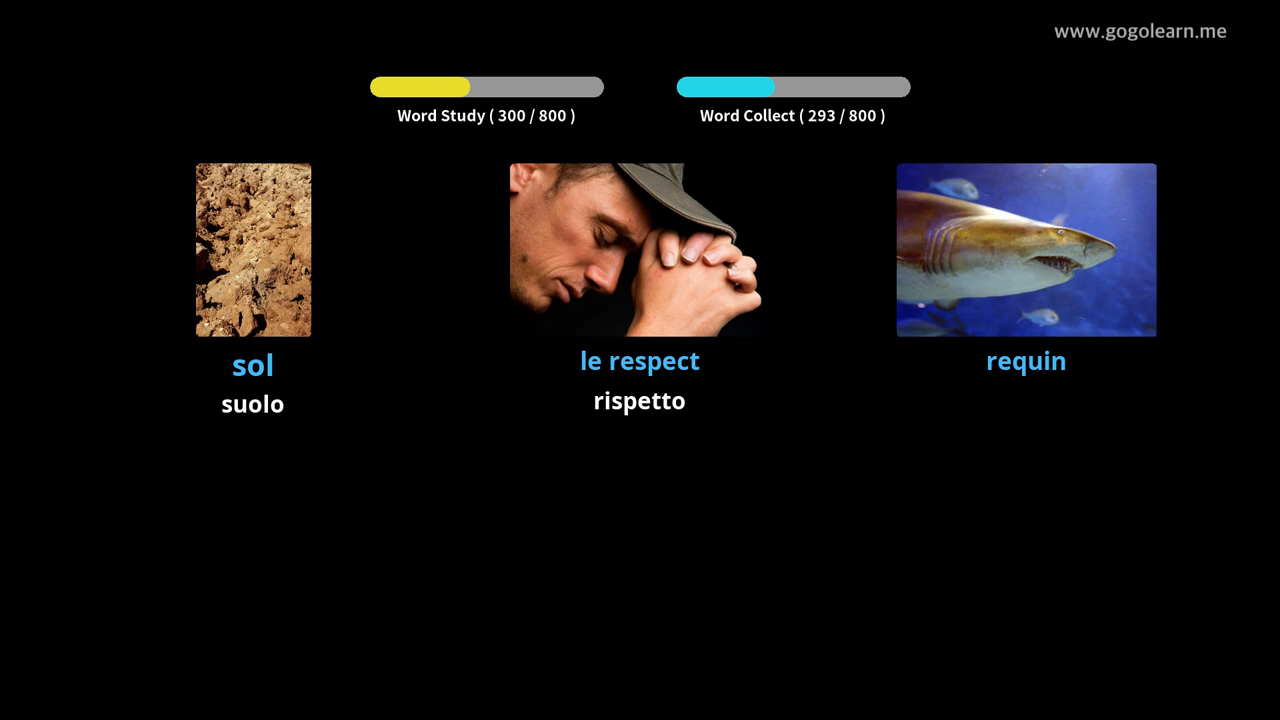 www.gogolearn.me
Word Study ( 300 / 800 )
Word Collect ( 293 / 800 )
sol
suolo
le respect
rispetto
requin